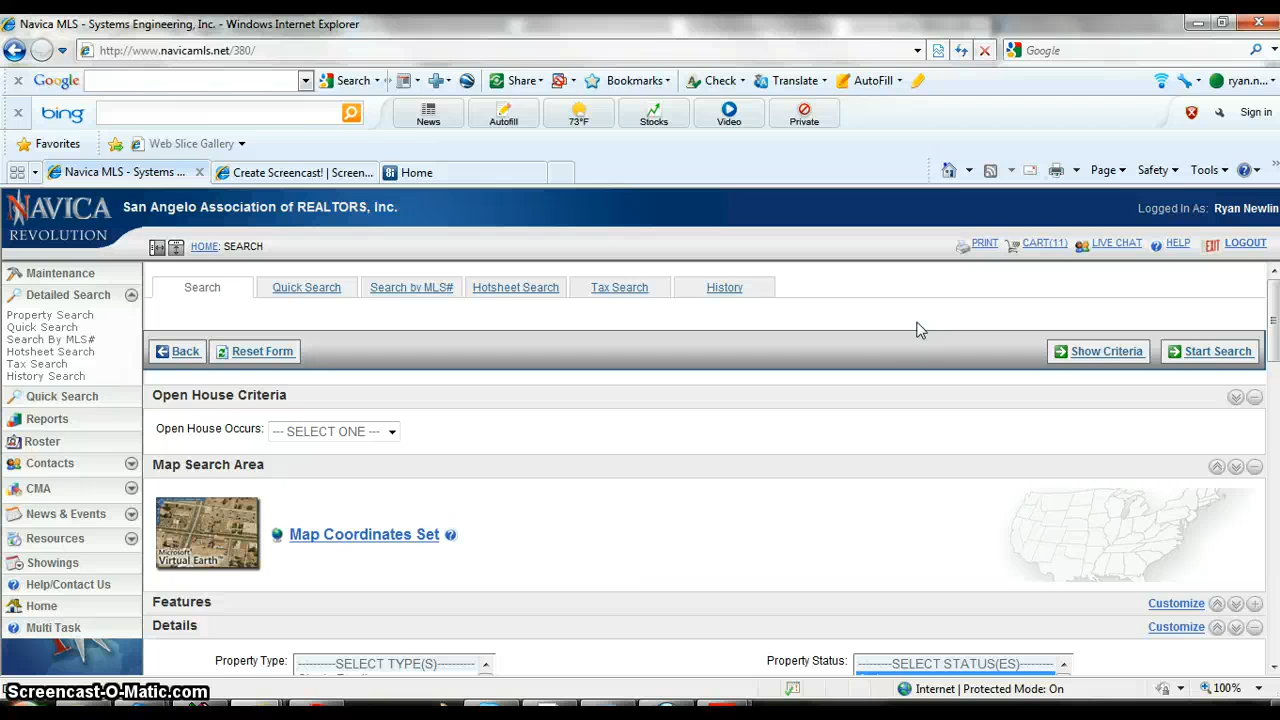 Navica MLS - Systems Engineering, Inc. - Windows Internet Explorer
http://www.navicamls.net/380/
Google
Google Search Share Bookmarks Check Translate AutoFill ryan.n...
bing News Autofill 73°F Stocks Video Private Sign in
Favorites Web Slice Gallery
Navica MLS - Systems ... Create Screencast! | Screen... 8i Home Page Safety Tools
NAVICA
REVOLUTION
San Angelo Association of REALTORS, Inc.
Logged In As: Ryan Newlin
HOME: SEARCH
PRINT CART(11) LIVE CHAT HELP EXIT LOGOUT
Maintenance
Detailed Search
Property Search
Quick Search
Search By MLS#
Hotsheet Search
Tax Search
History Search
Quick Search
Reports
Roster
Contacts
CMA
News & Events
Resources
Showings
Help/Contact Us
Home
Multi Task
Search Quick Search Search by MLS# Hotsheet Search Tax Search History
Back Reset Form Show Criteria Start Search
Open House Criteria
Open House Occurs: --- SELECT ONE ---
Map Search Area
Microsoft
Virtual Earth™
Map Coordinates Set
Features Customize
Details Customize
Property Type: ----------SELECT TYPE(S)----------
Property Status: ---------SELECT STATUS(ES)---------
Screencast-O-Matic.com
Internet | Protected Mode: On
100%